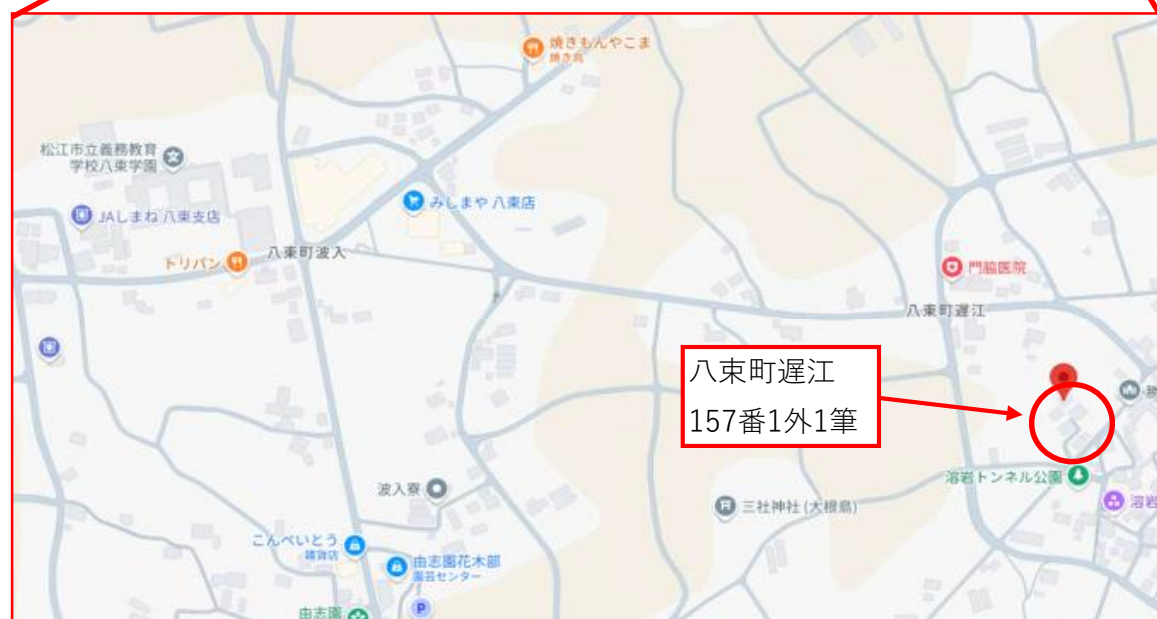 焼きもんやこま
焼き鳥
松江市立義務教育
学校八束学園
JAしまね 八束支店
みしまや 八束店
トリパン
八束町波入
門脇医院
八束町遅江
八束町遅江
157番1外1筆
溶岩トンネル公園
溶岩
波入寮
三社神社 (大根島)
こんぺいとう
雑貨店
由志園花木部
園芸センター
P
由志園